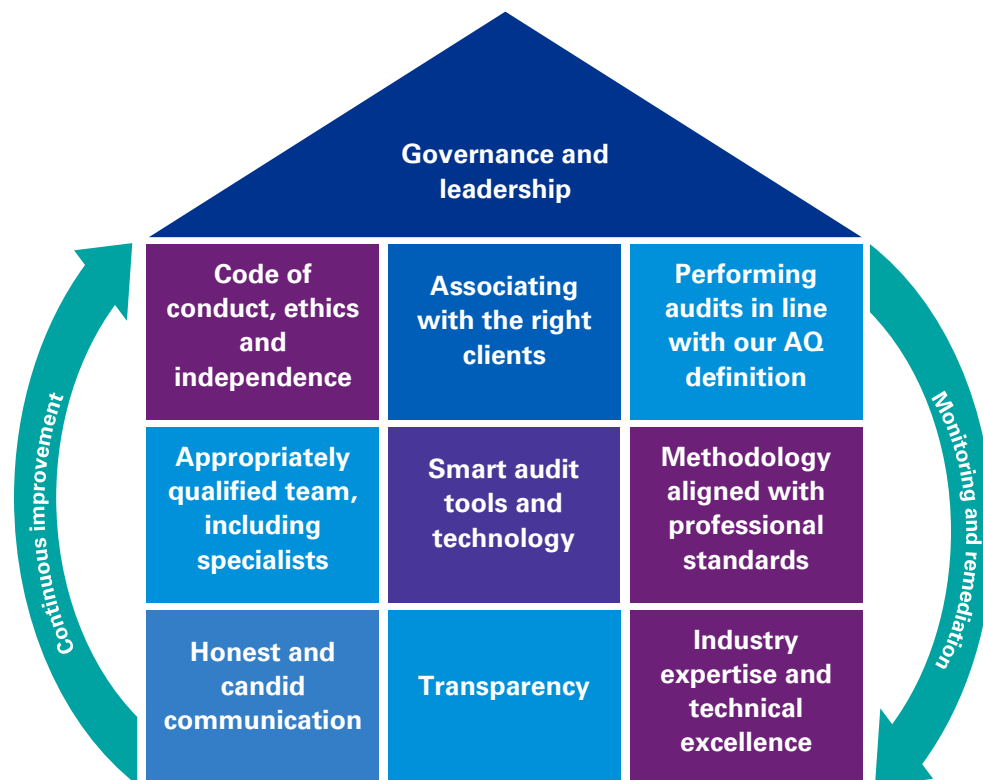 Governance and
leadership
Code of
conduct, ethics
and
independence
Associating
with the right
clients
Performing
audits in line
with our AQ
definition
Appropriately
qualified team,
including
specialists
Smart audit
tools and
technology
Methodology
aligned with
professional
standards
Honest and
candid
communication
Transparency
Industry
expertise and
technical
excellence
Continuous improvement
Monitoring and remediation